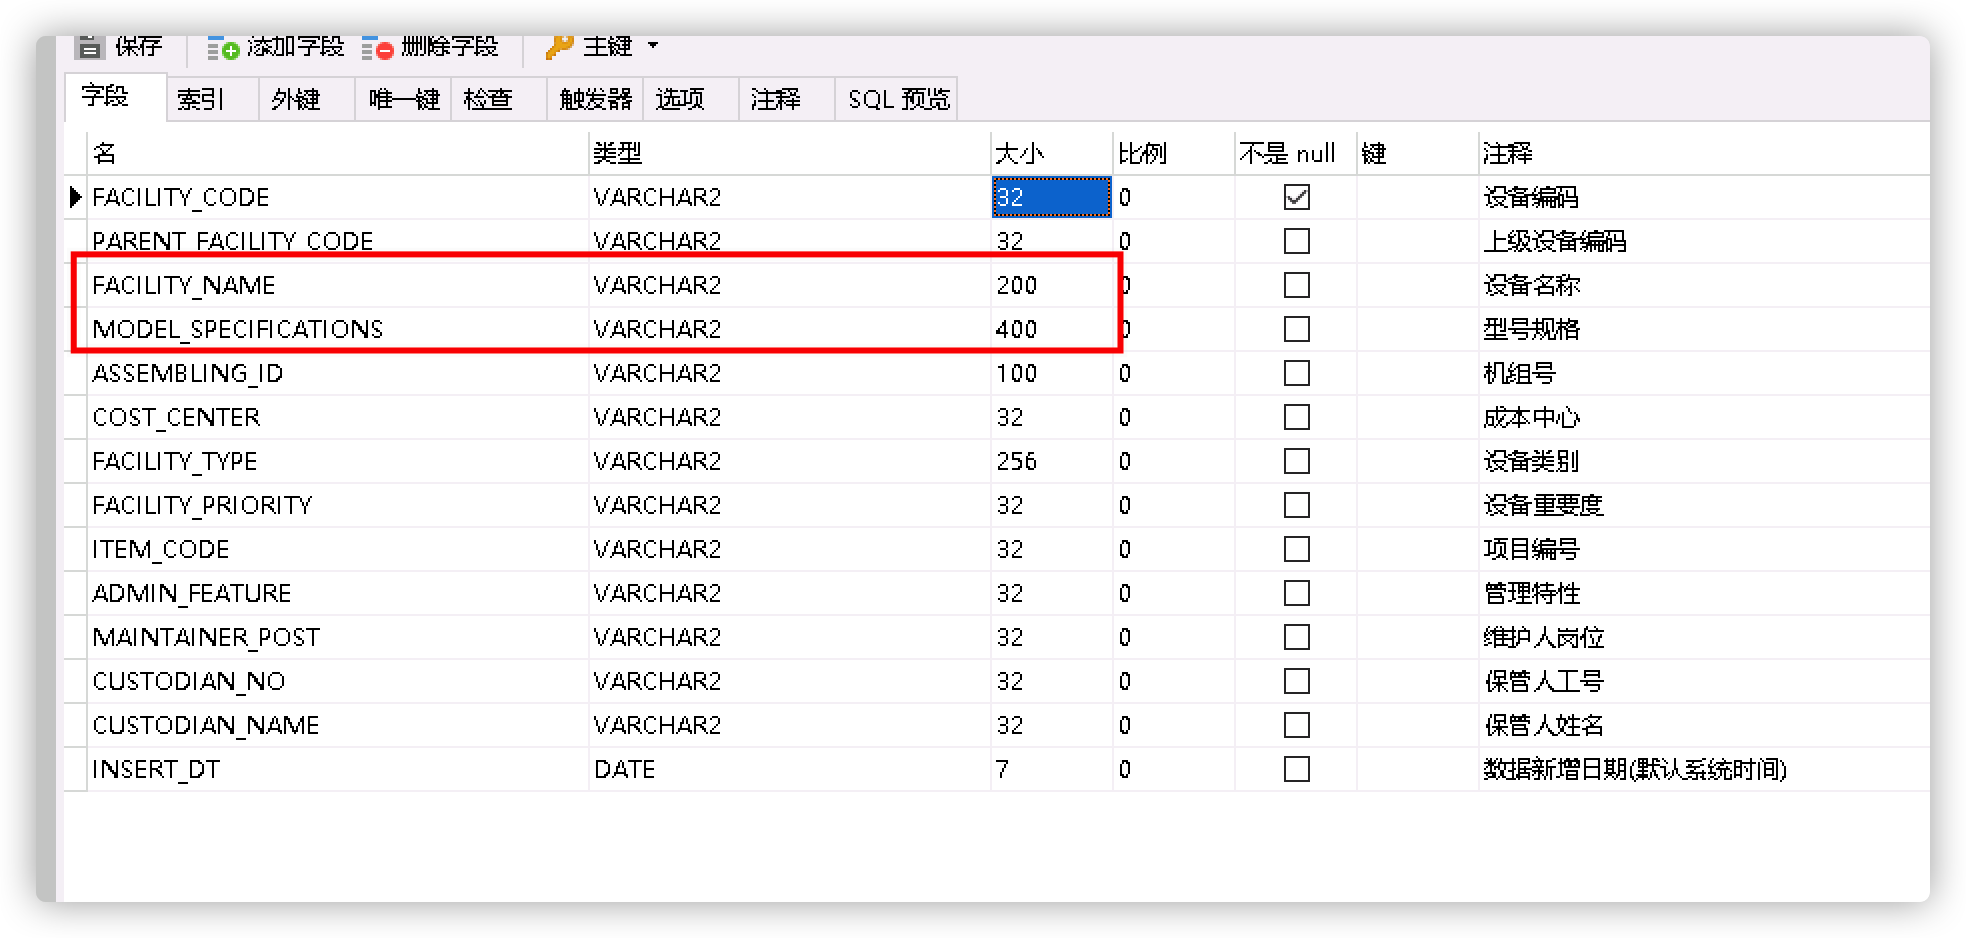 保存 添加字段 删除字段 主键
字段 索引 外键 唯一键 检查 触发器 选项 注释 SQL 预览
名 类型 大小 比例 不是 null 键 注释
FACILITY_CODE VARCHAR2 32 0 设备编码
PARENT_FACILITY_CODE VARCHAR2 32 0 上级设备编码
FACILITY_NAME VARCHAR2 200 0 设备名称
MODEL_SPECIFICATIONS VARCHAR2 400 0 型号规格
ASSEMBLING_ID VARCHAR2 100 0 机组号
COST_CENTER VARCHAR2 32 0 成本中心
FACILITY_TYPE VARCHAR2 256 0 设备类别
FACILITY_PRIORITY VARCHAR2 32 0 设备重要度
ITEM_CODE VARCHAR2 32 0 项目编号
ADMIN_FEATURE VARCHAR2 32 0 管理特性
MAINTAINER_POST VARCHAR2 32 0 维护人岗位
CUSTODIAN_NO VARCHAR2 32 0 保管人工号
CUSTODIAN_NAME VARCHAR2 32 0 保管人姓名
INSERT_DT DATE 7 0 数据新增日期(默认系统时间)